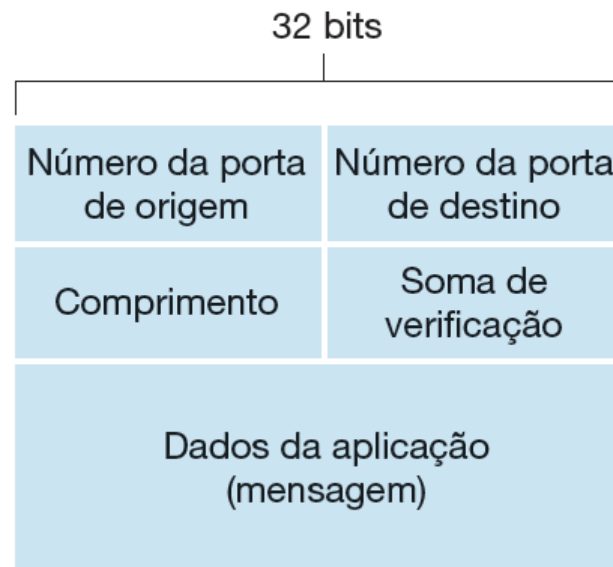 32 bits
Número da porta
de origem
Número da porta
de destino
Comprimento
Soma de
verificação
Dados da aplicação
(mensagem)